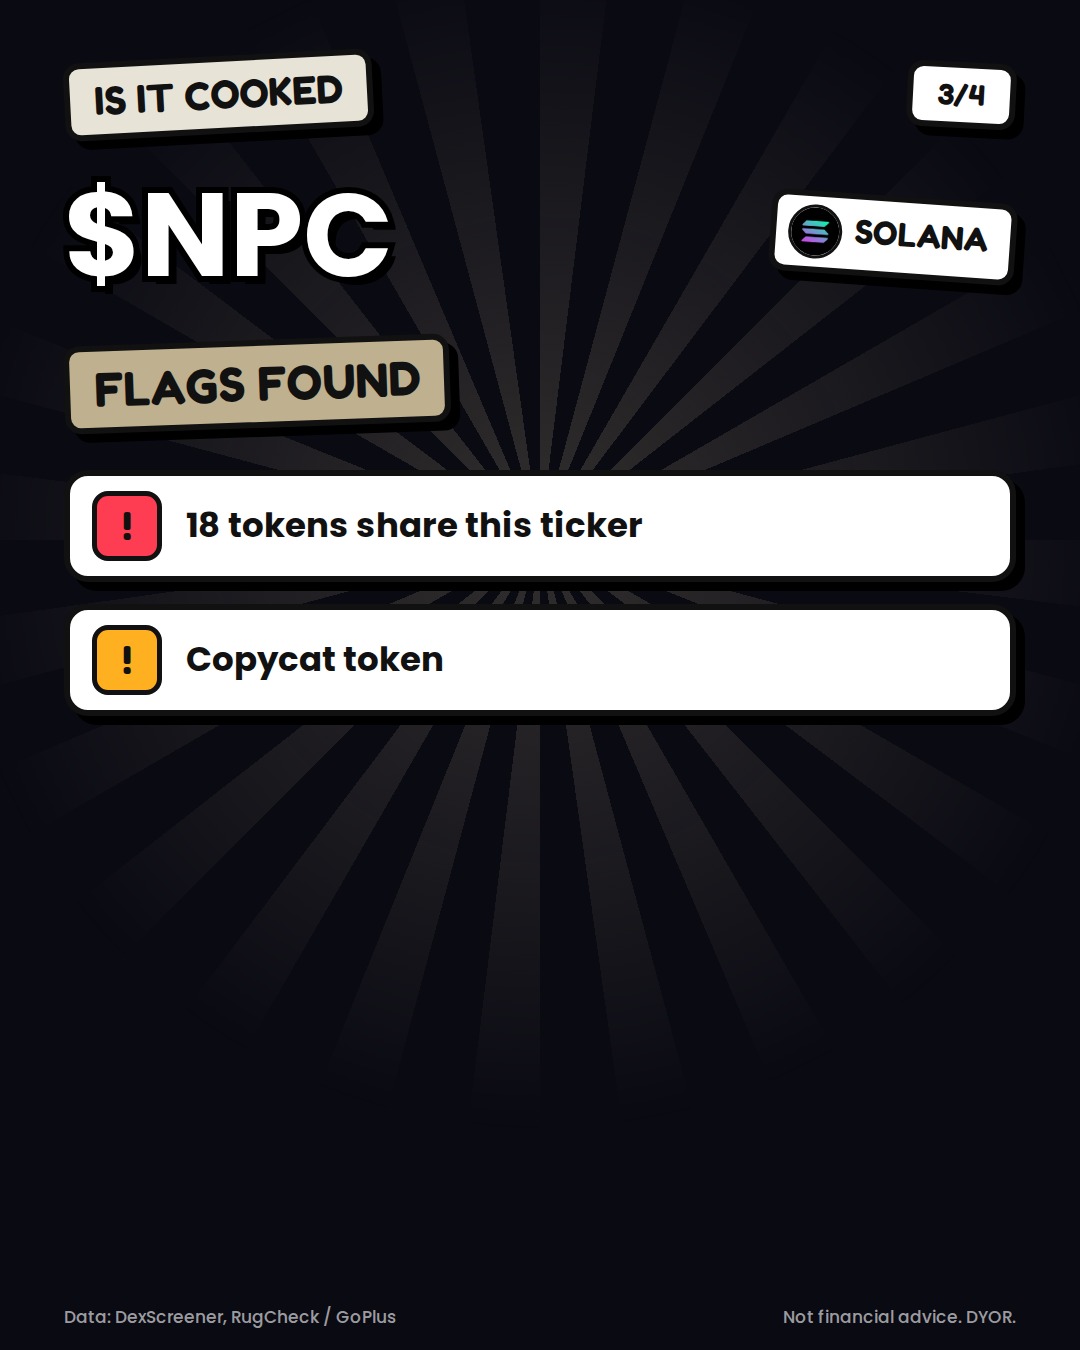 IS IT COOKED
3/4
$NPC
SOLANA
FLAGS FOUND
! 18 tokens share this ticker
! Copycat token
Data: DexScreener, RugCheck / GoPlus
Not financial advice. DYOR.